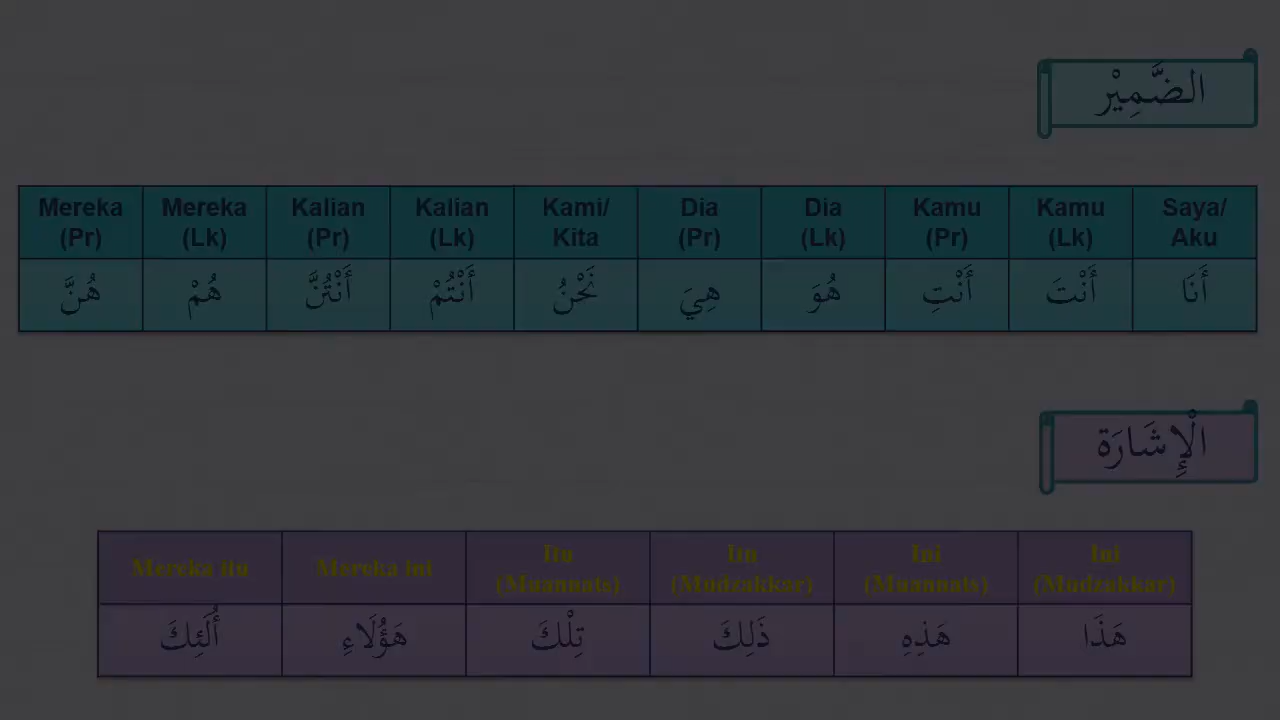 الضَّمِيْر
Mereka (Pr) Mereka (Lk) Kalian (Pr) Kalian (Lk) Kami/ Kita Dia (Pr) Dia (Lk) Kamu (Pr) Kamu (Lk) Saya/ Aku
هُنَّ هُمْ أَنْتُنَّ أَنْتُمْ نَحْنُ هِيَ هُوَ أَنْتِ أَنْتَ أَنَا
الْإِشَارَة
Mereka itu Mereka ini Itu (Muannats) Itu (Mudzakkar) Ini (Muannats) Ini (Mudzakkar)
أُلَئِكَ هَؤُلَاءِ تِلْكَ ذَلِكَ هَذِهِ هَذَا